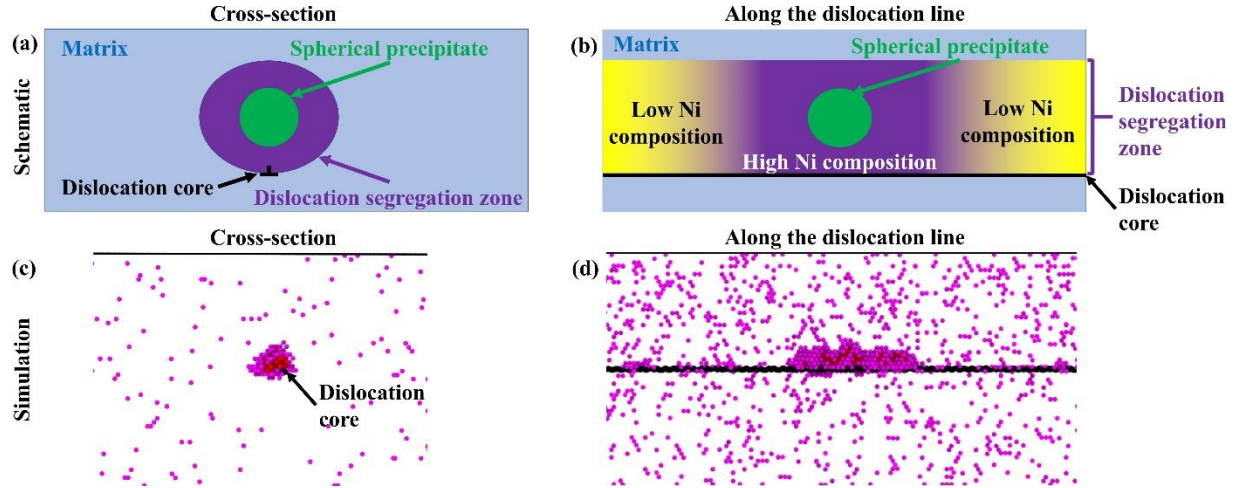 Cross-section
Along the dislocation line
(a)
Matrix
Spherical precipitate
Dislocation core
Dislocation segregation zone
Schematic
(b)
Matrix
Spherical precipitate
Low Ni
composition
Low Ni
composition
High Ni composition
Dislocation
segregation
zone
Dislocation
core
Cross-section
Along the dislocation line
(c)
Dislocation
core
Simulation
(d)